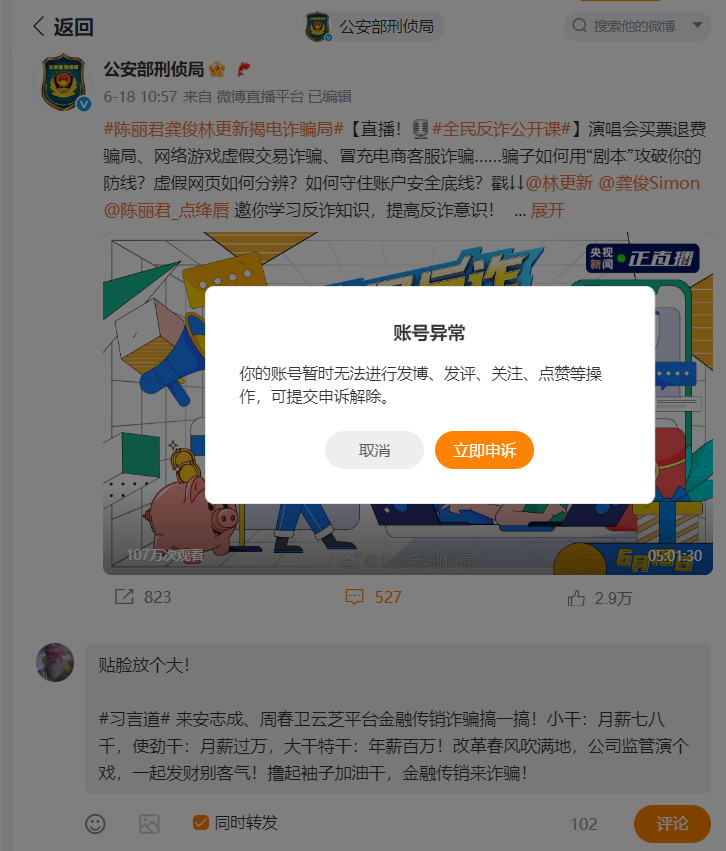 返回
公安部刑侦局
搜索他的微博
公安部刑侦局
6-18 10:57 来自 微博直播平台 已编辑
#陈丽君龚俊林更新揭电诈骗局#【直播！🎙#全民反诈公开课#】演唱会买票退费
骗局、网络游戏虚假交易诈骗、冒充电商客服诈骗......骗子如何用“剧本”攻破你的
防线？虚假网页如何分辨？如何守住账户安全底线？戳⇃⇂@林更新 @龚俊Simon
@陈丽君_点绛唇 邀你学习反诈知识，提高反诈意识！ ... 展开
央视
新闻
正直播
反诈
账号异常
你的账号暂时无法进行发博、发评、关注、点赞等操
作，可提交申诉解除。
取消
立即申诉
107万次观看
@公安部刑侦局
6月18日
05:01:30
823
527
2.9万
贴脸放个大！
#习言道# 来安志成、周春卫云芝平台金融传销诈骗搞一搞！小干：月薪七八
千，使劲干：月薪过万，大干特干：年薪百万！改革春风吹满地，公司监管演个
戏，一起发财别客气！撸起袖子加油干，金融传销来诈骗！
同时转发
102
评论